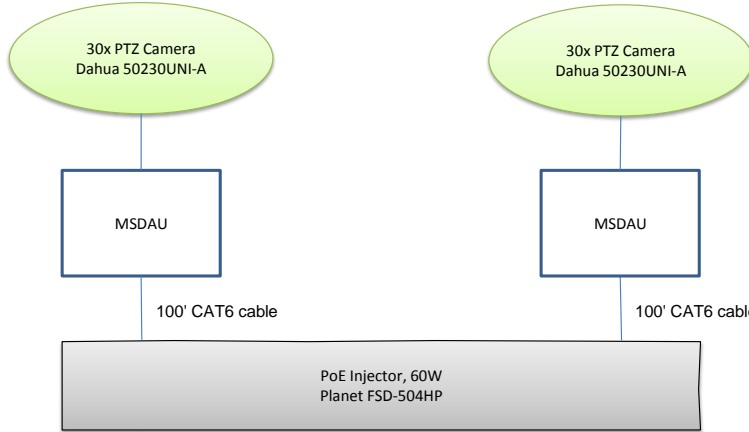 30x PTZ Camera
Dahua 50230UNI-A
30x PTZ Camera
Dahua 50230UNI-A
MSDAU
MSDAU
100' CAT6 cable
100' CAT6 cable
PoE Injector, 60W
Planet FSD-504HP